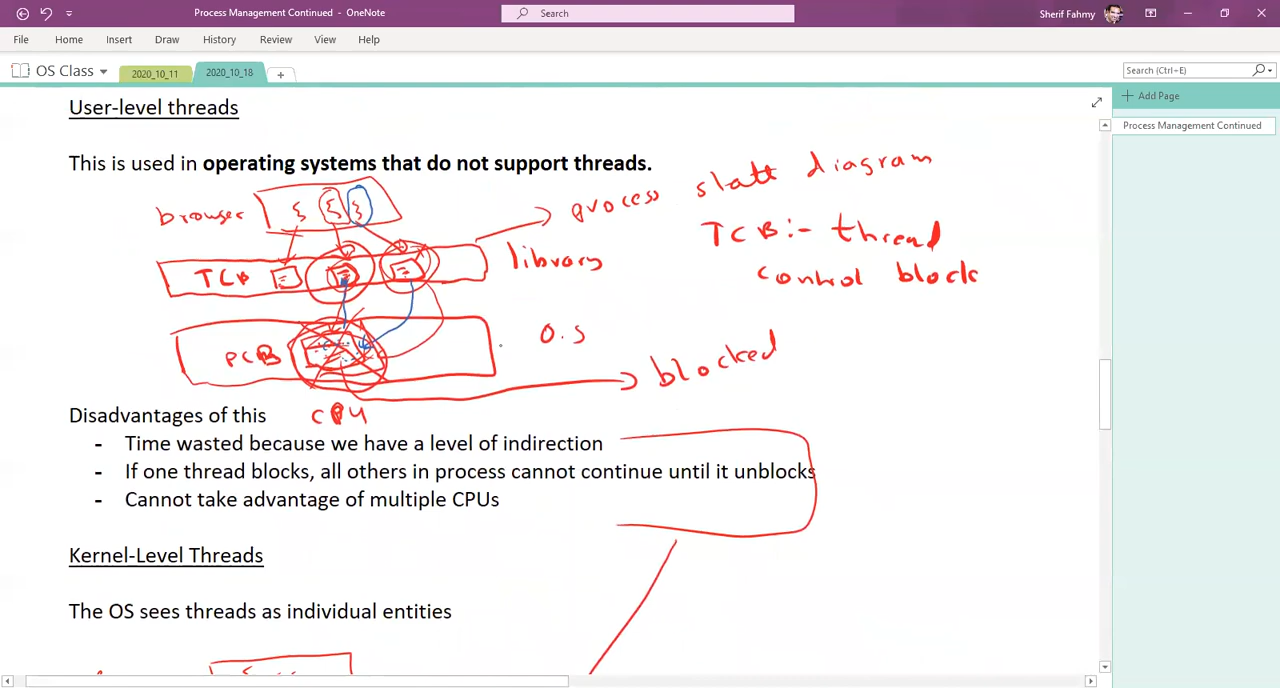 Process Management Continued - OneNote
Search
Sherif Fahmy
File Home Insert Draw History Review View Help
OS Class
2020_10_11
2020_10_18
Search (Ctrl+E)
Add Page
Process Management Continued
User-level threads
This is used in operating systems that do not support threads.
browser
process statt diagram
TCB
library
TCB:- thread
control block
PCB
O.S
blocked
CPU
Disadvantages of this
- Time wasted because we have a level of indirection
- If one thread blocks, all others in process cannot continue until it unblocks
- Cannot take advantage of multiple CPUs
Kernel-Level Threads
The OS sees threads as individual entities